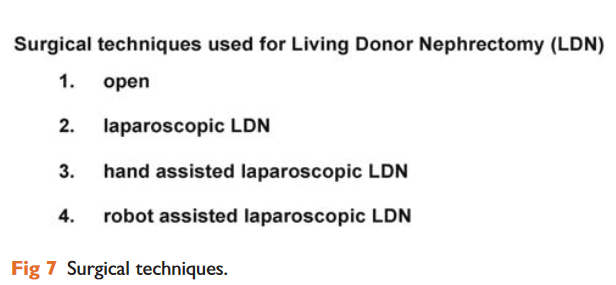 Surgical techniques used for Living Donor Nephrectomy (LDN)
1. open
2. laparoscopic LDN
3. hand assisted laparoscopic LDN
4. robot assisted laparoscopic LDN
Fig 7 Surgical techniques.